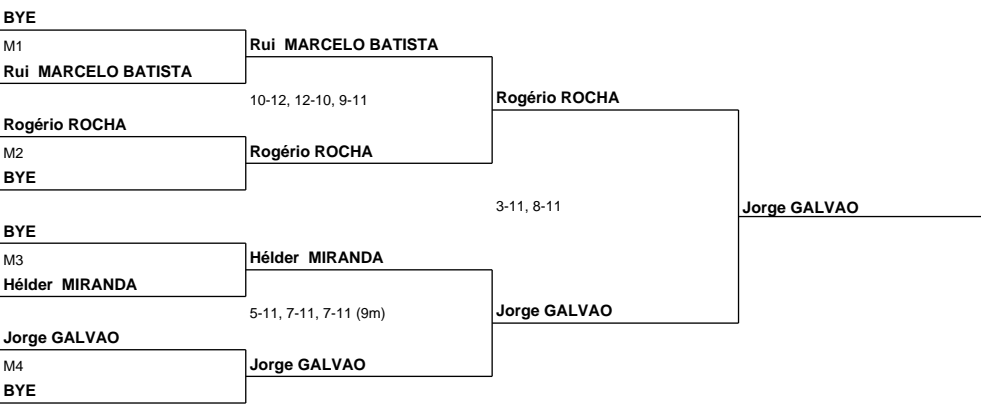 BYE
M1
Rui  MARCELO BATISTA
Rogério ROCHA
M2
BYE
BYE
M3
Hélder  MIRANDA
Jorge GALVAO
M4
BYE
Rui  MARCELO BATISTA
10-12, 12-10, 9-11
Rogério ROCHA
Hélder  MIRANDA
5-11, 7-11, 7-11 (9m)
Jorge GALVAO
Rogério ROCHA
3-11, 8-11
Jorge GALVAO
Jorge GALVAO